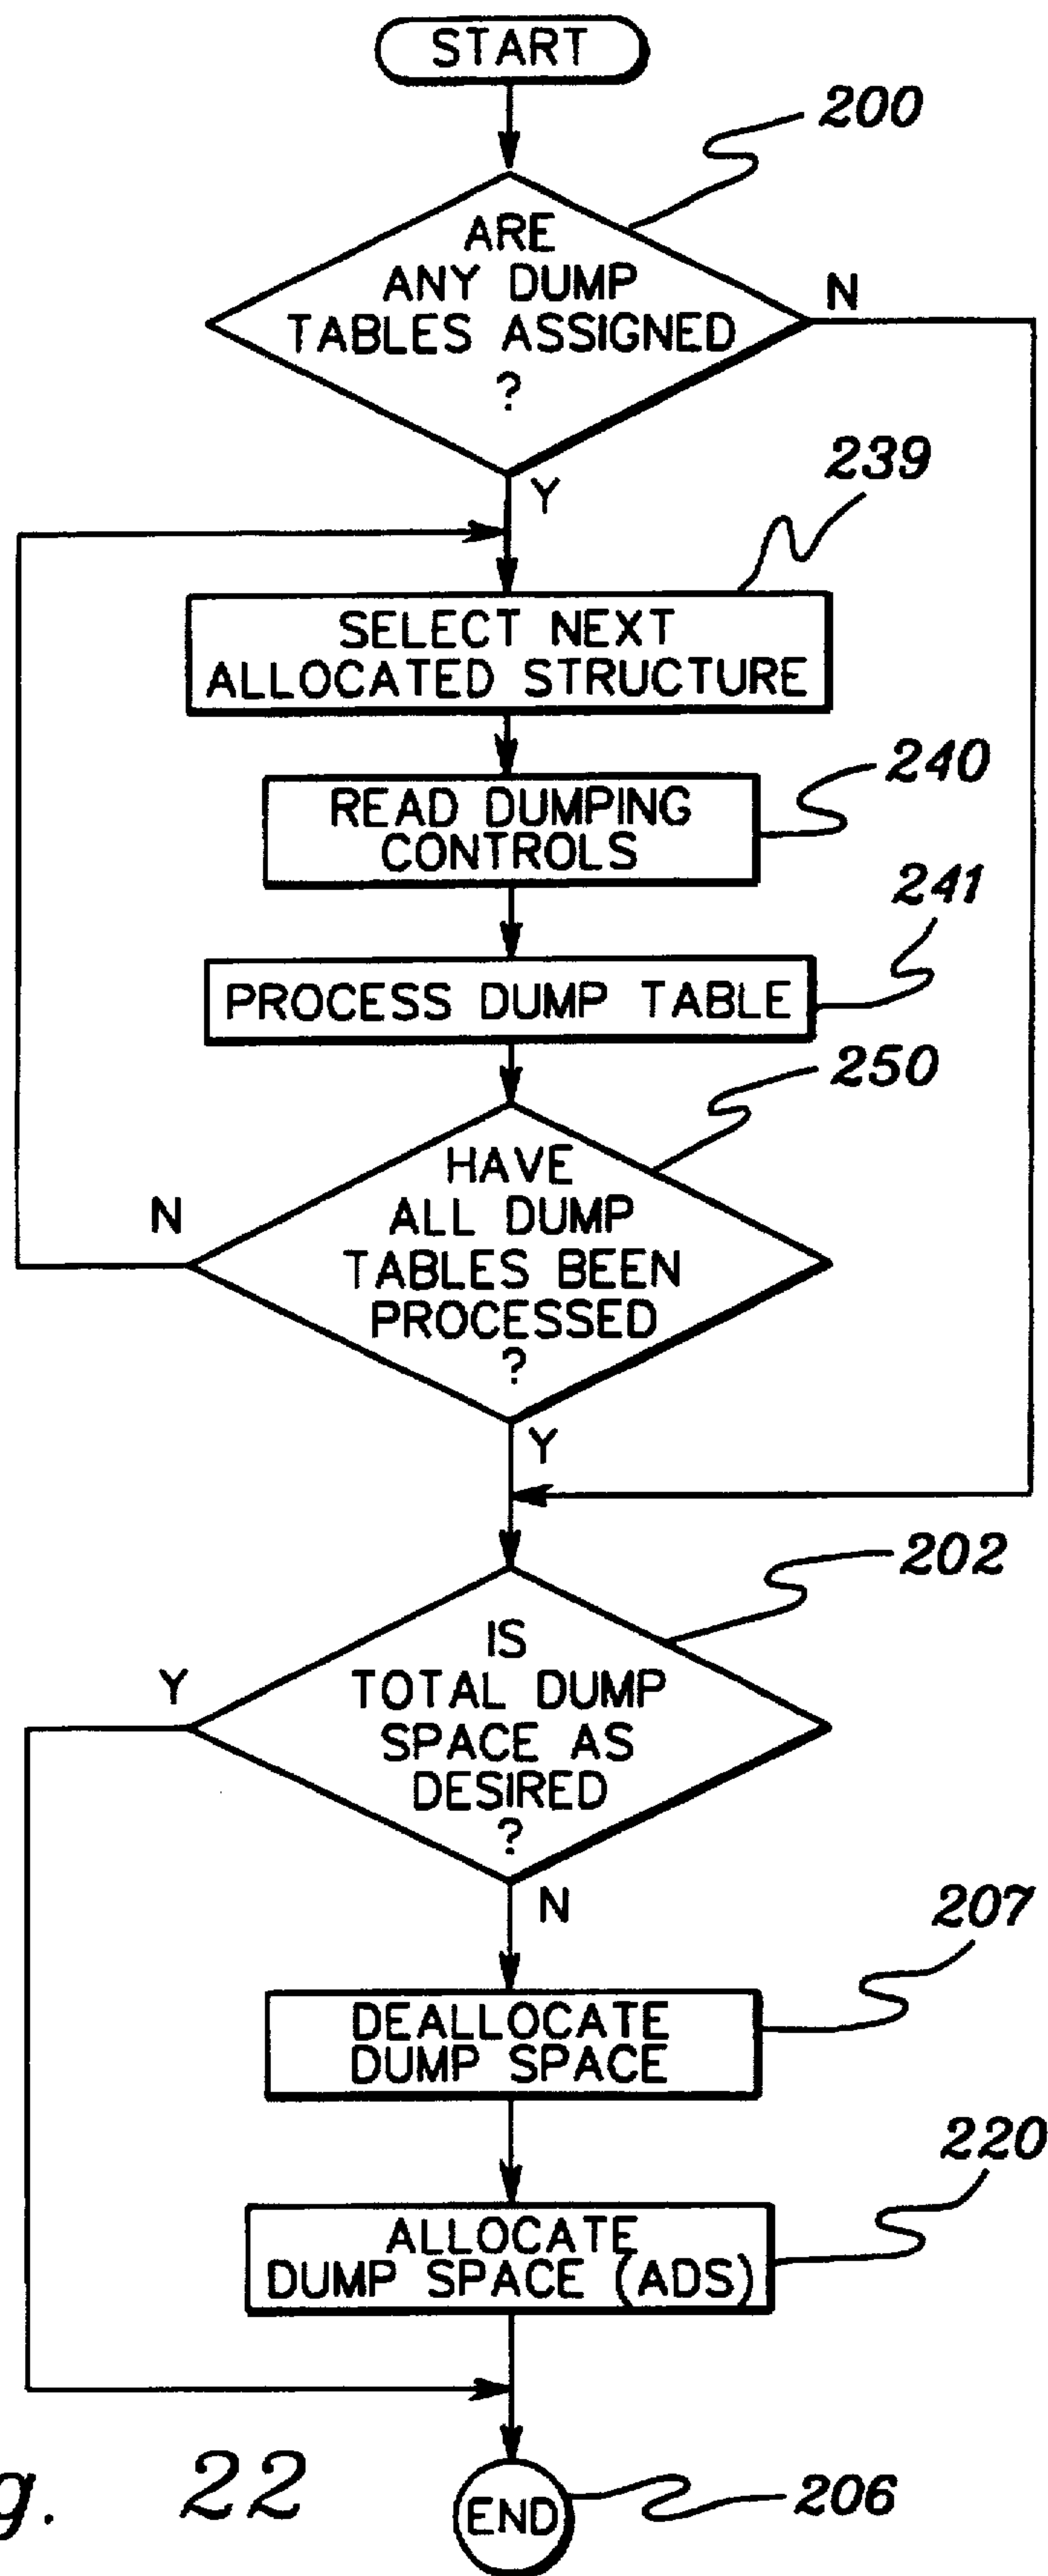 START
200
ARE
ANY DUMP
TABLES ASSIGNED
?
N
Y
239
SELECT NEXT
ALLOCATED STRUCTURE
240
READ DUMPING
CONTROLS
241
PROCESS DUMP TABLE
250
HAVE
ALL DUMP
TABLES BEEN
PROCESSED
?
N
Y
202
IS
TOTAL DUMP
SPACE AS
DESIRED
?
Y
N
207
DEALLOCATE
DUMP SPACE
220
ALLOCATE
DUMP SPACE (ADS)
END
206
g. 22